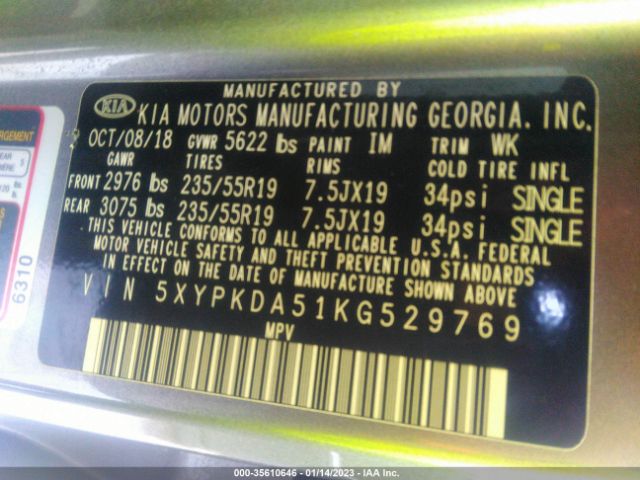 MANUFACTURED BY
KIA KIA MOTORS MANUFACTURING GEORGIA. INC.
OCT/08/18 GVWR 5622 lbs PAINT IM TRIM WK
GAWR TIRES RIMS COLD TIRE INFL
FRONT 2976 lbs 235/55R19 7.5JX19 34psi SINGLE
REAR 3075 lbs 235/55R19 7.5JX19 34psi SINGLE
THIS VEHICLE CONFORMS TO ALL APPLICABLE U.S.A. FEDERAL
MOTOR VEHICLE SAFETY AND THEFT PREVENTION STANDARDS
IN EFFECT ON THE DATE OF MANUFACTURE SHOWN ABOVE
VIN 5XYPKDA51KG529769
MPV
6310
000-35610646 - 01/14/2023 - IAA Inc.